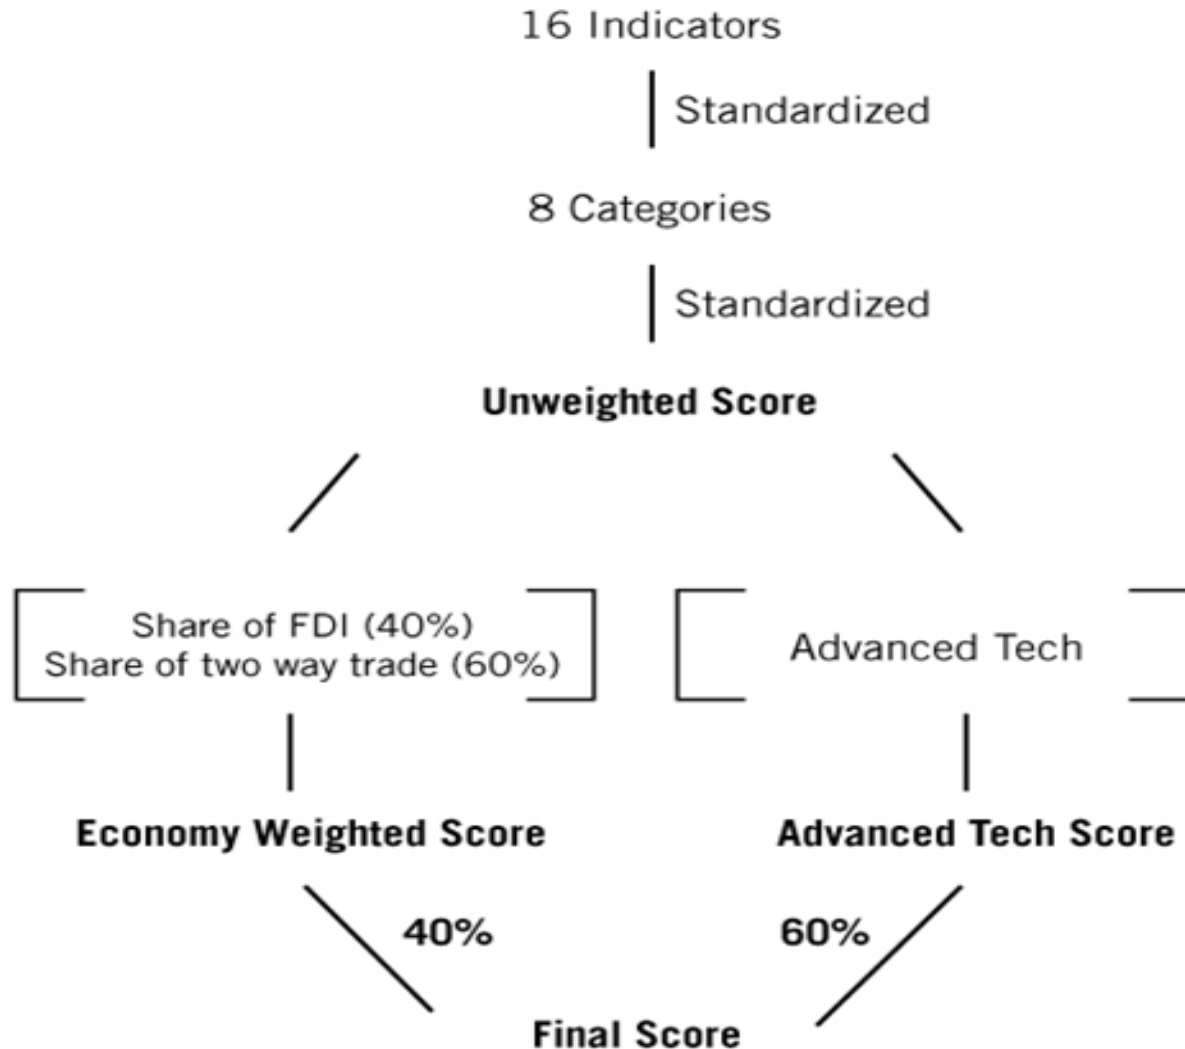 16 Indicators
Standardized
8 Categories
Standardized
Unweighted Score
Share of FDI (40%)
Share of two way trade (60%)
Advanced Tech
Economy Weighted Score
Advanced Tech Score
40%
60%
Final Score